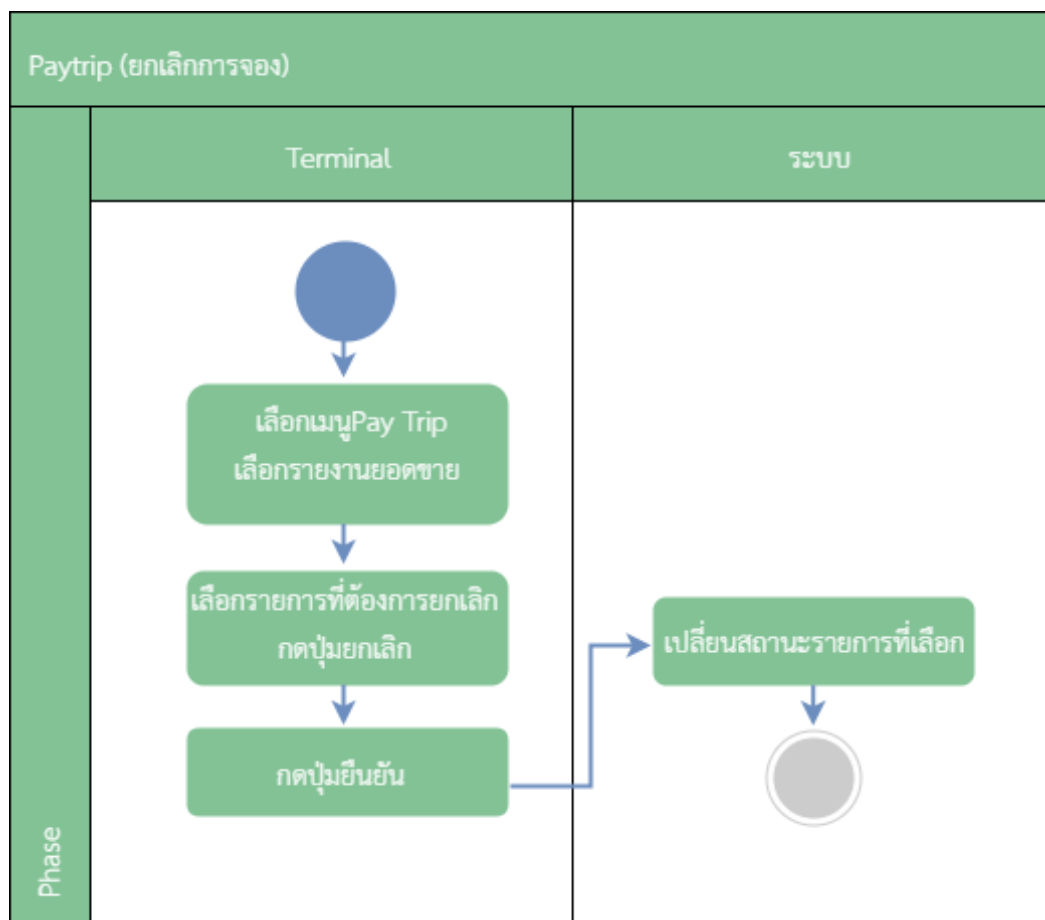 Paytrip (ยกเลิกการจอง)
Terminal
ระบบ
เลือกเมนูPay Trip
เลือกรายงานยอดขาย
เลือกรายการที่ต้องการยกเลิก
กดปุ่มยกเลิก
เปลี่ยนสถานะรายการที่เลือก
กดปุ่มยืนยัน
Phase